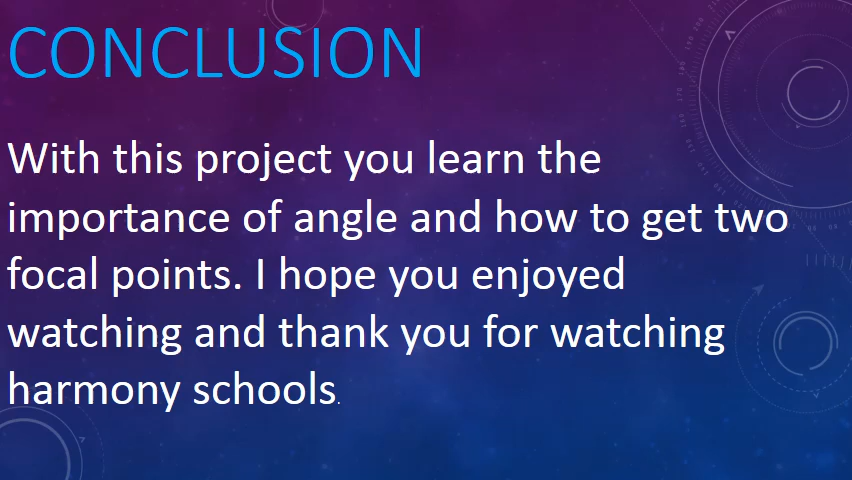 CONCLUSION
With this project you learn the
importance of angle and how to get two
focal points. I hope you enjoyed
watching and thank you for watching
harmony schools.